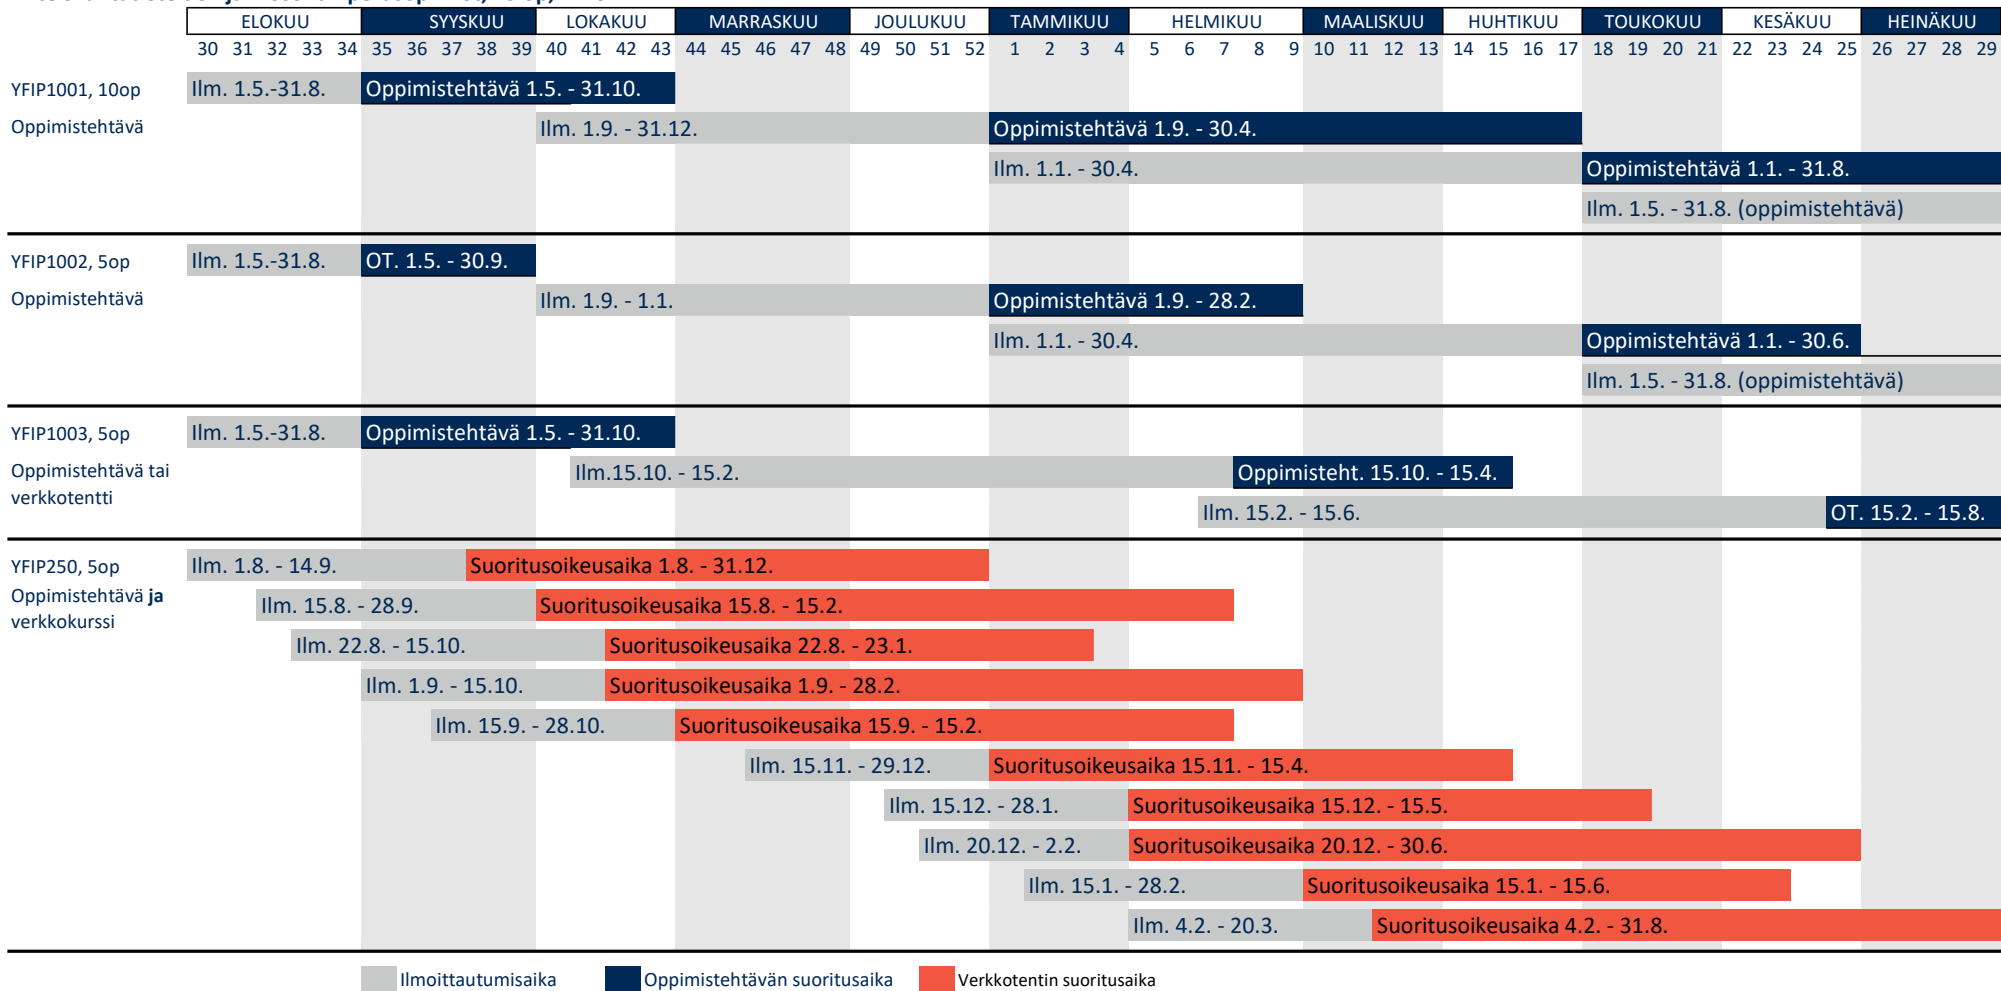 ELOKUU SYYSKUU LOKAKUU MARRASKUU JOULUKUU TAMMIKUU HELMIKUU MAALISKUU HUHTIKUU TOUKOKUU KESÄKUU HEINÄKUU
30 31 32 33 34 35 36 37 38 39 40 41 42 43 44 45 46 47 48 49 50 51 52 1 2 3 4 5 6 7 8 9 10 11 12 13 14 15 16 17 18 19 20 21 22 23 24 25 26 27 28 29
YFIP1001, 10op Ilm. 1.5.-31.8. Oppimistehtävä 1.5. - 31.10.
Oppimistehtävä Ilm. 1.9. - 31.12. Oppimistehtävä 1.9. - 30.4.
Ilm. 1.1. - 30.4. Oppimistehtävä 1.1. - 31.8.
Ilm. 1.5. - 31.8. (oppimistehtävä)
YFIP1002, 5op Ilm. 1.5.-31.8. OT. 1.5. - 30.9.
Oppimistehtävä Ilm. 1.9. - 1.1. Oppimistehtävä 1.9. - 28.2.
Ilm. 1.1. - 30.4. Oppimistehtävä 1.1. - 30.6.
Ilm. 1.5. - 31.8. (oppimistehtävä)
YFIP1003, 5op Ilm. 1.5.-31.8. Oppimistehtävä 1.5. - 31.10.
Oppimistehtävä tai Ilm.15.10. - 15.2. Oppimisteht. 15.10. - 15.4.
verkkotentti
Ilm. 15.2. - 15.6. OT. 15.2. - 15.8.
YFIP250, 5op Ilm. 1.8. - 14.9. Suoritusoikeusaika 1.8. - 31.12.
Oppimistehtävä ja Ilm. 15.8. - 28.9. Suoritusoikeusaika 15.8. - 15.2.
verkkokurssi
Ilm. 22.8. - 15.10. Suoritusoikeusaika 22.8. - 23.1.
Ilm. 1.9. - 15.10. Suoritusoikeusaika 1.9. - 28.2.
Ilm. 15.9. - 28.10. Suoritusoikeusaika 15.9. - 15.2.
Ilm. 15.11. - 29.12. Suoritusoikeusaika 15.11. - 15.4.
Ilm. 15.12. - 28.1. Suoritusoikeusaika 15.12. - 15.5.
Ilm. 20.12. - 2.2. Suoritusoikeusaika 20.12. - 30.6.
Ilm. 15.1. - 28.2. Suoritusoikeusaika 15.1. - 15.6.
Ilm. 4.2. - 20.3. Suoritusoikeusaika 4.2. - 31.8.
Ilmoittautumisaika Oppimistehtävän suoritusaika Verkkotentin suoritusaika